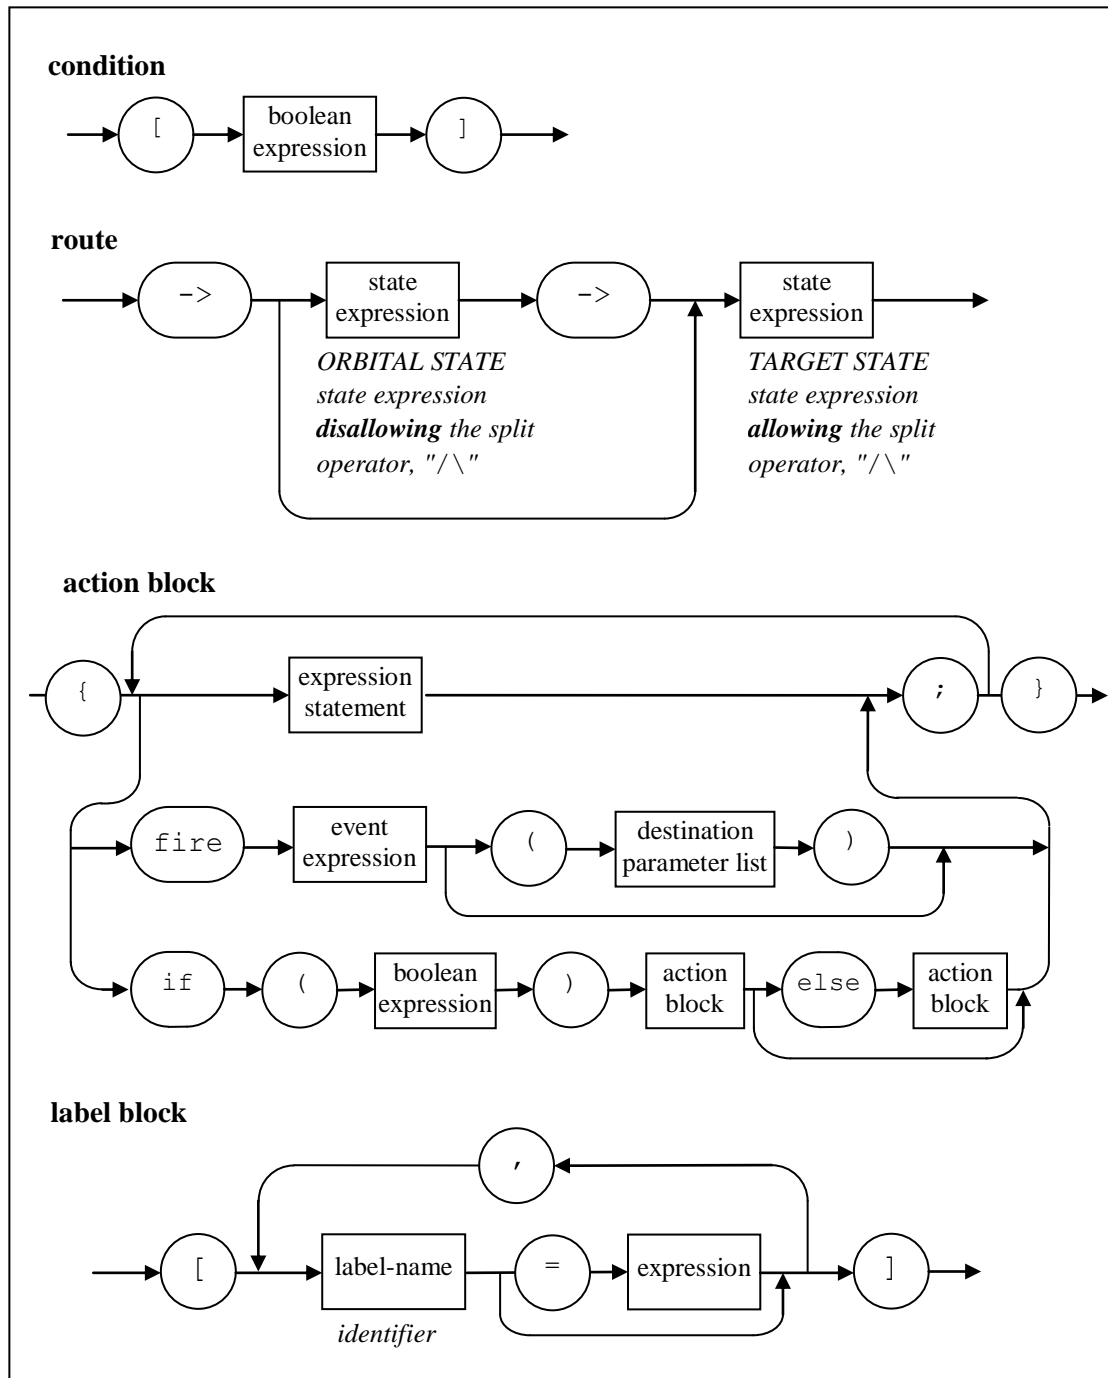 condition
[ boolean expression ]
route
-> state expression -> state expression
ORBITAL STATE
state expression
disallowing the split
operator, "/\"
TARGET STATE
state expression
allowing the split
operator, "/\"
action block
{ expression statement ; }
fire event expression ( destination parameter list )
if ( boolean expression ) action block else action block
label block
,
[ label-name = expression ]
identifier